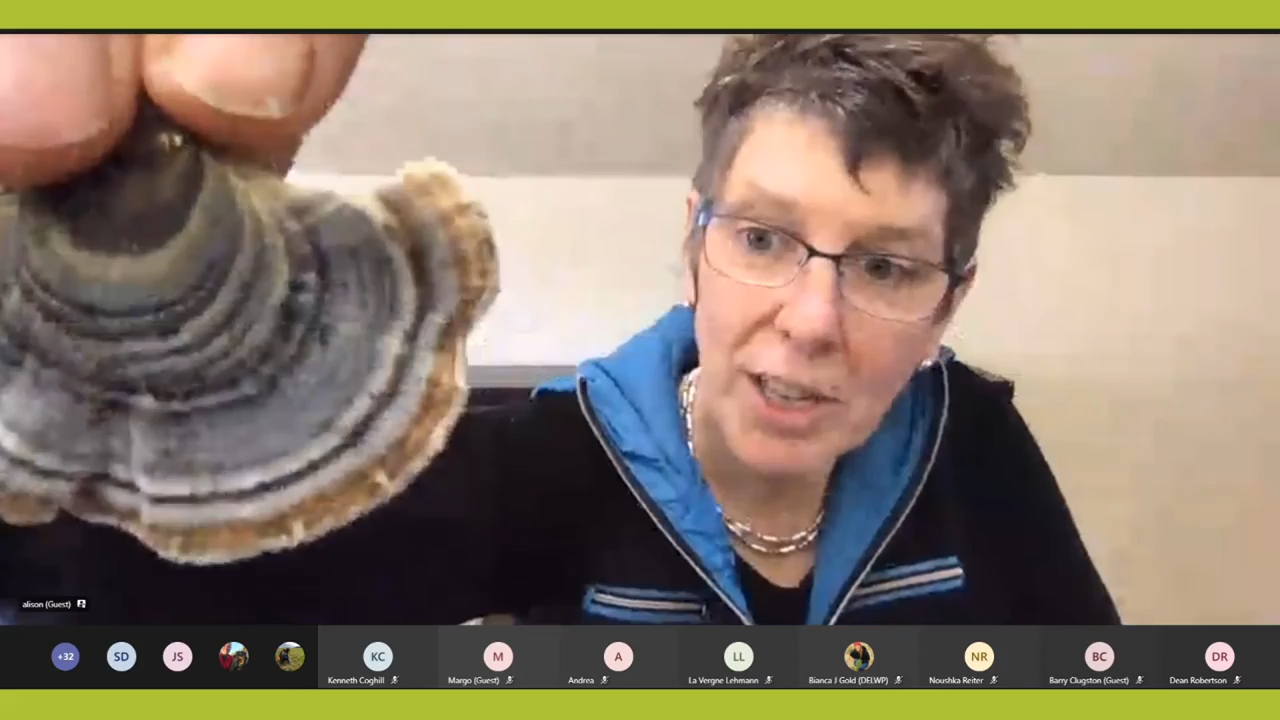 alison (Guest)
+32
SD
JS
KC
M
A
LL
NR
BC
DR
Kenneth Coghill
Margo (Guest)
Andrea
La Vergne Lehmann
Bianca J Gold (DELWP)
Noushka Reiter
Barry Clugston (Guest)
Dean Robertson